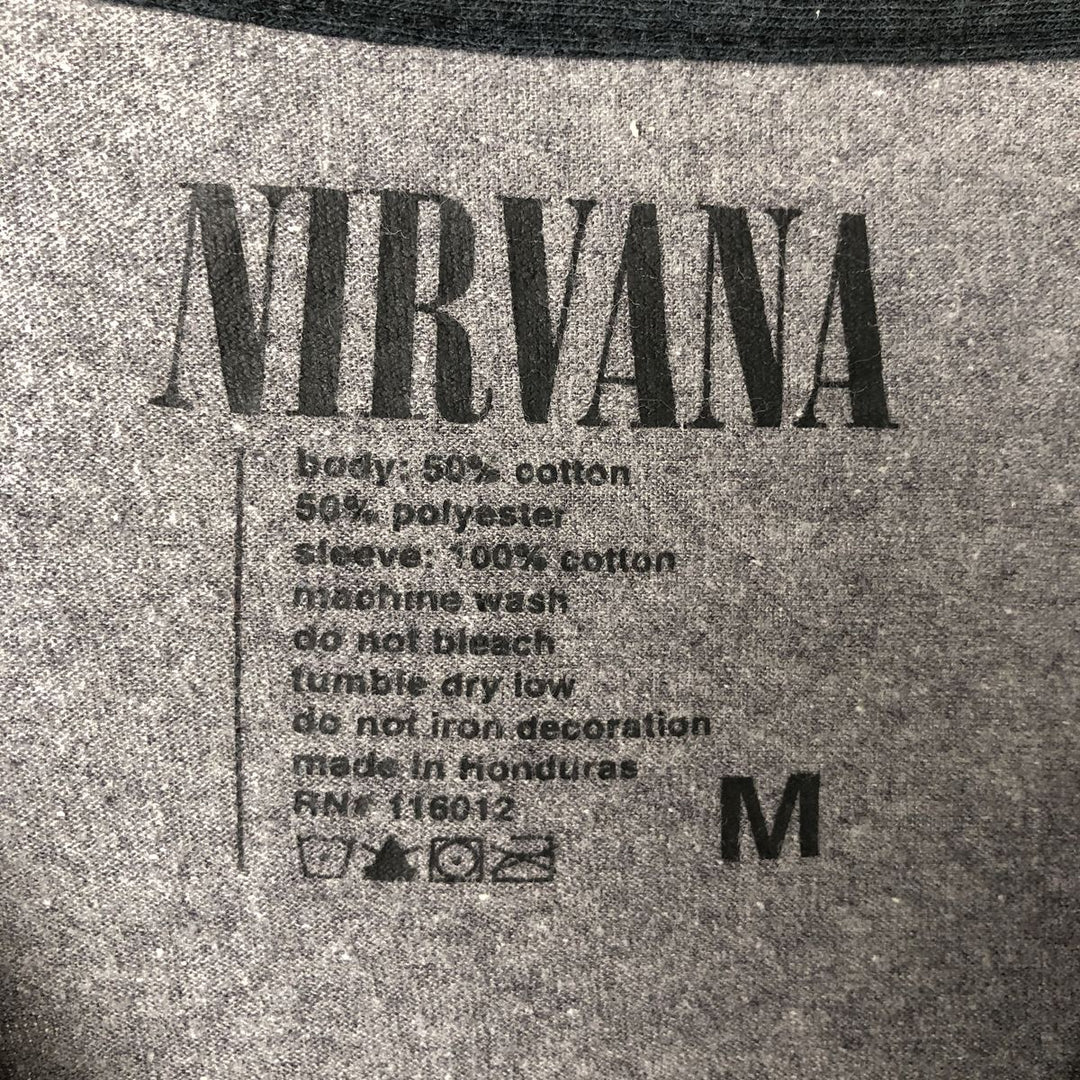 NIRVANA
body: 50% cotton
50% polyester
sleeve: 100% cotton
machine wash
do not bleach
tumble dry low
do not iron decoration
made in Honduras
RN# 116012
M